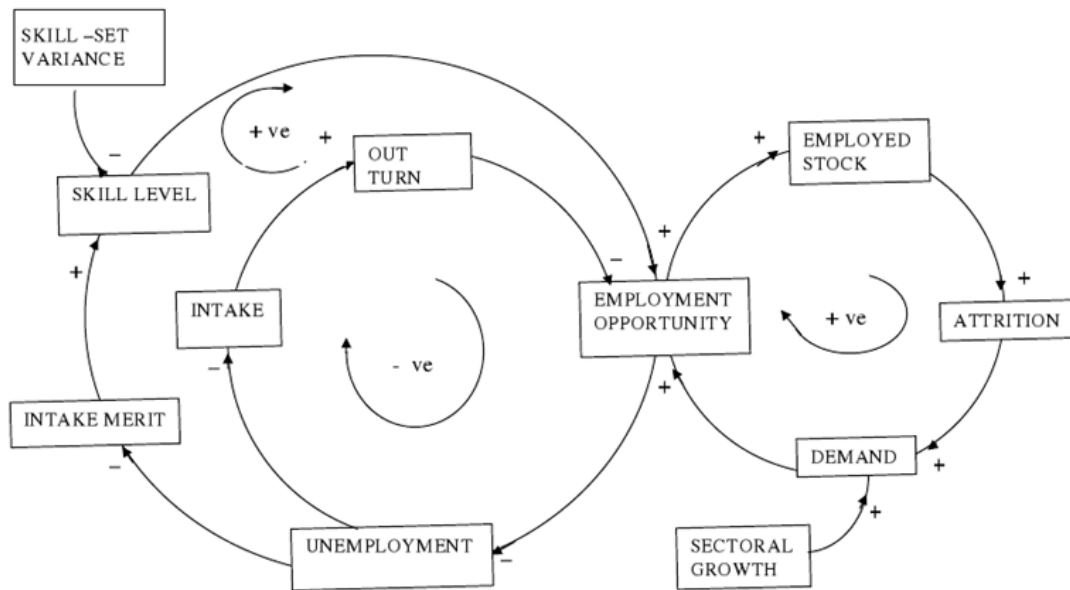 SKILL –SET
VARIANCE
–
SKILL LEVEL
+ ve
+
OUT
TURN
+
EMPLOYED
STOCK
+
–
+
INTAKE
–
EMPLOYMENT
OPPORTUNITY
+ ve
+
ATTRITION
- ve
+
INTAKE MERIT
–
DEMAND
+
+
UNEMPLOYMENT
–
SECTORAL
GROWTH